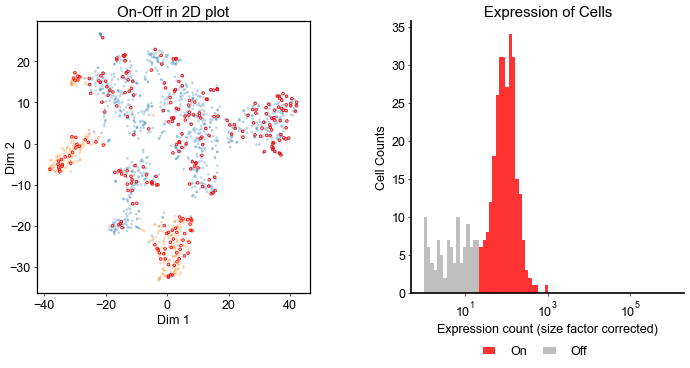 On-Off in 2D plot
Dim 2
20
10
0
−10
−20
−30
−40
−20
0
20
40
Dim 1
Expression of Cells
Cell Counts
35
30
25
20
15
10
5
0
10^1
10^3
10^5
Expression count (size factor corrected)
On
Off